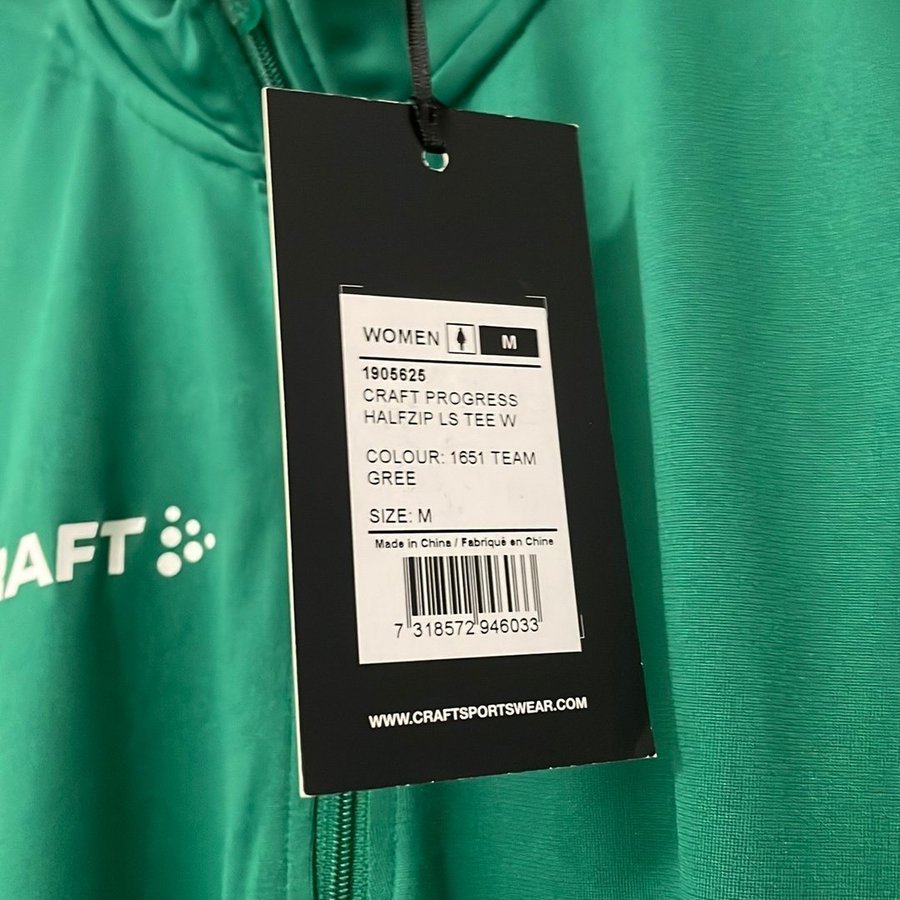 WOMEN M
1905625
CRAFT PROGRESS
HALFZIP LS TEE W
COLOUR: 1651 TEAM
GREE
SIZE: M
Made in China / Fabriqué en Chine
7 318572 946033
WWW.CRAFTSPORTSWEAR.COM
RAFT